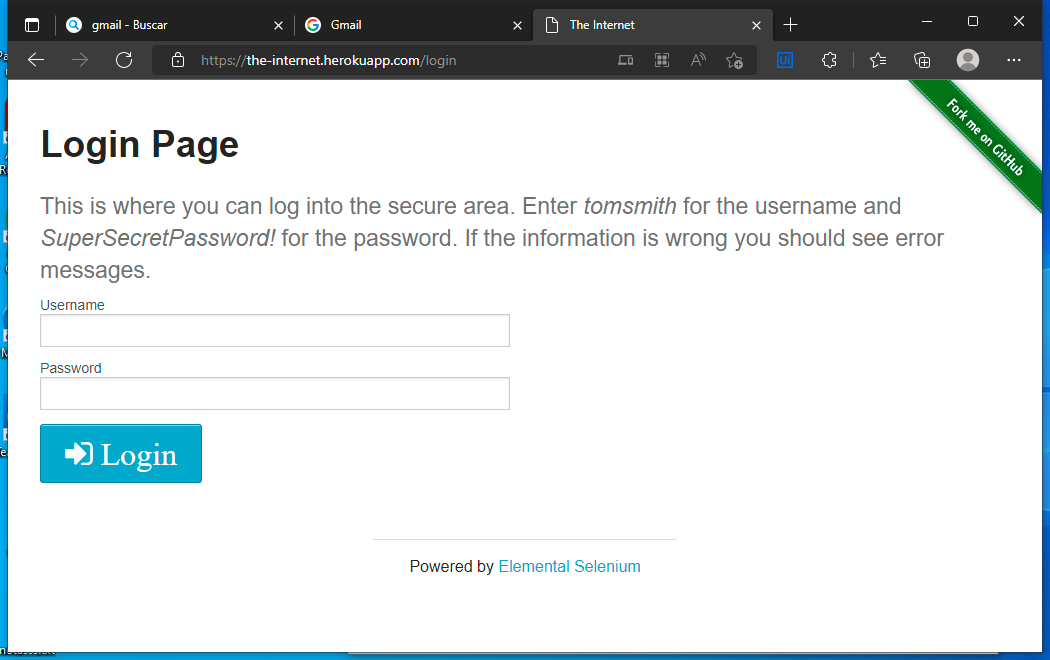 gmail - Buscar
Gmail
The Internet
https://the-internet.herokuapp.com/login
Fork me on GitHub
Login Page
This is where you can log into the secure area. Enter tomsmith for the username and
SuperSecretPassword! for the password. If the information is wrong you should see error
messages.
Username
Password
Login
Powered by Elemental Selenium